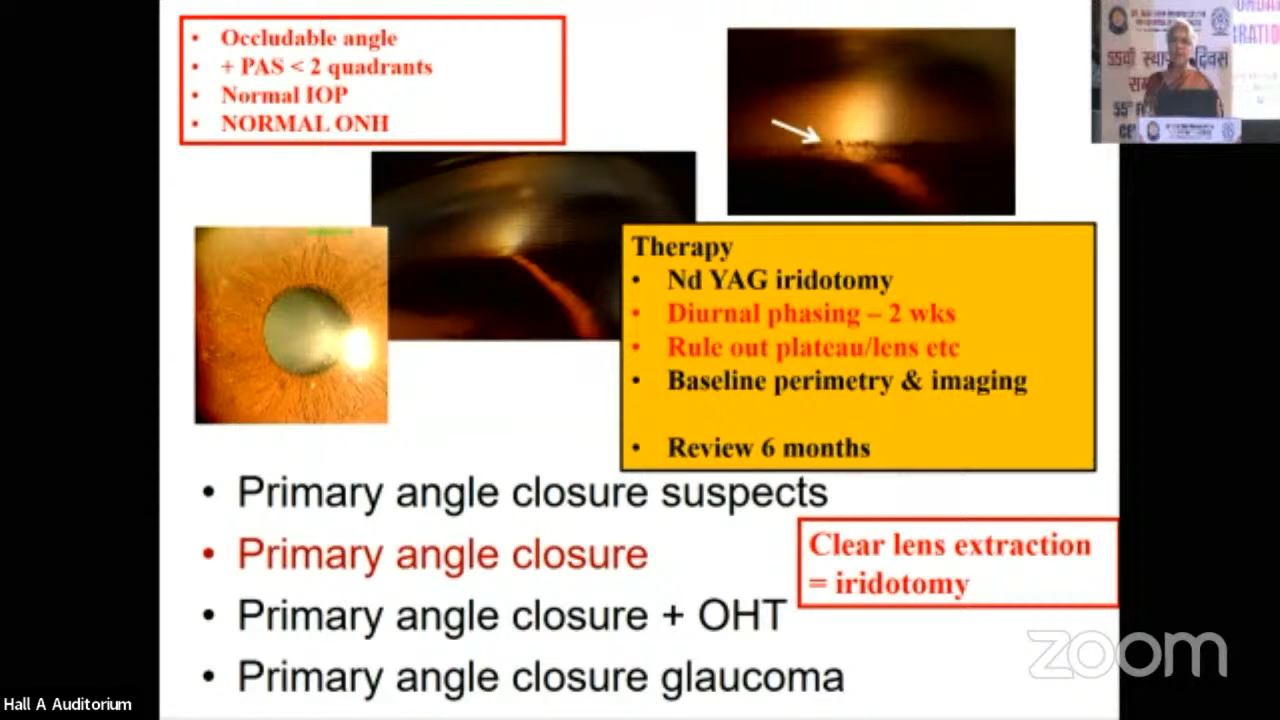 • Occludable angle
• + PAS < 2 quadrants
• Normal IOP
• NORMAL ONH
55वां
दिवस
Therapy
• Nd YAG iridotomy
• Diurnal phasing – 2 wks
• Rule out plateau/lens etc
• Baseline perimetry & imaging
• Review 6 months
• Primary angle closure suspects
• Primary angle closure
• Primary angle closure + OHT
• Primary angle closure glaucoma
Clear lens extraction
= iridotomy
zoom
Hall A Auditorium